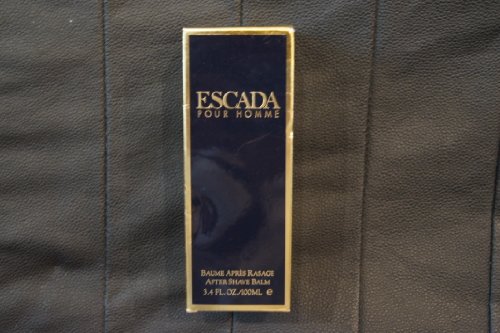 ESCADA
POUR HOMME
BAUME APRÈS RASAGE
AFTER SHAVE BALM
3.4 FL. OZ./100ML ℮